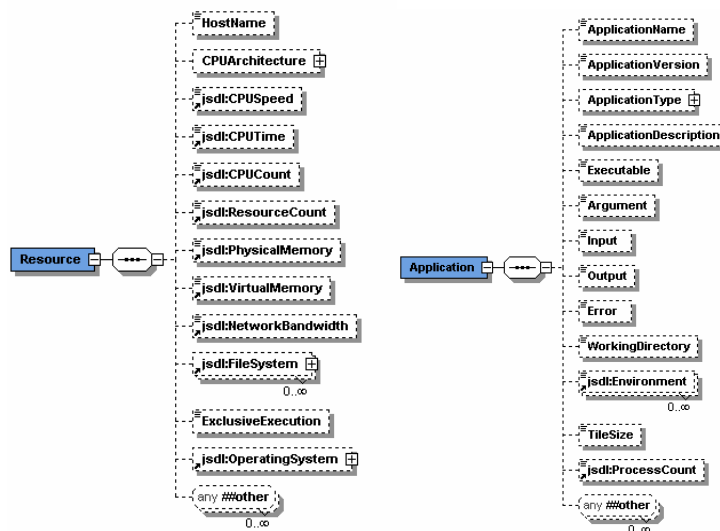 HostName
CPUArchitecture
jsdl:CPUSpeed
jsdl:CPUTime
jsdl:CPUCount
jsdl:ResourceCount
Resource
jsdl:PhysicalMemory
jsdl:VirtualMemory
jsdl:NetworkBandwidth
jsdl:FileSystem
0..∞
ExclusiveExecution
jsdl:OperatingSystem
any ##other
0..∞
ApplicationName
ApplicationVersion
ApplicationType
ApplicationDescription
Executable
Argument
Input
Application
Output
Error
WorkingDirectory
jsdl:Environment
0..∞
TileSize
jsdl:ProcessCount
any ##other
0..∞